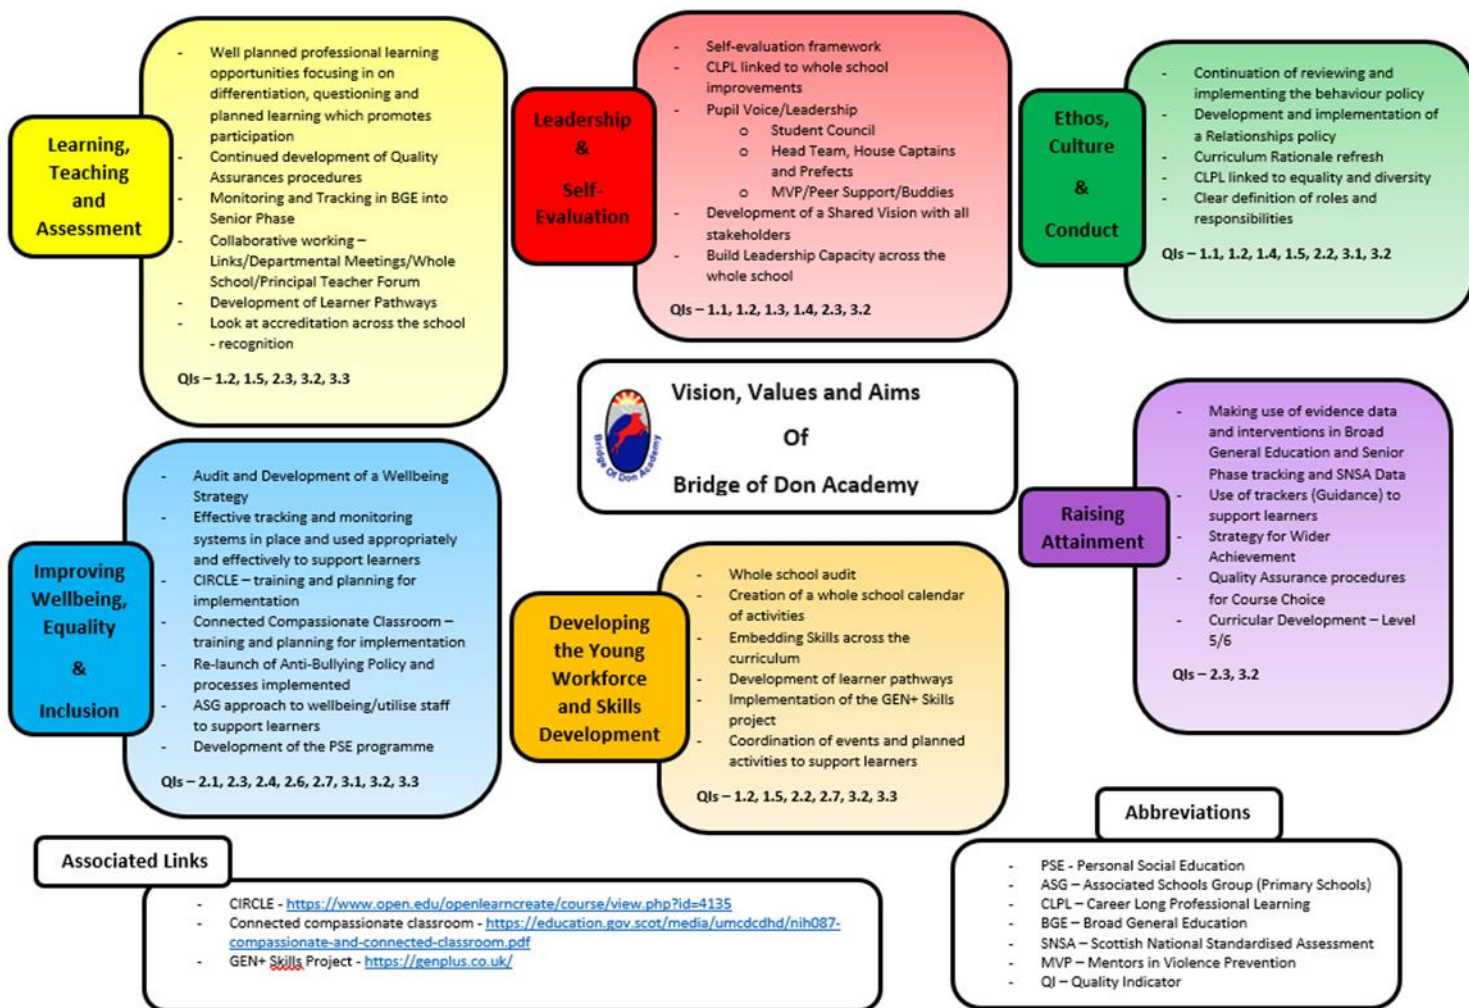 Learning,
Teaching
and
Assessment
- Well planned professional learning
opportunities focusing in on
differentiation, questioning and
planned learning which promotes
participation
- Continued development of Quality
Assurances procedures
- Monitoring and Tracking in BGE into
Senior Phase
- Collaborative working –
Links/Departmental Meetings/Whole
School/Principal Teacher Forum
- Development of Learner Pathways
- Look at accreditation across the school
- recognition
QIs – 1.2, 1.5, 2.3, 3.2, 3.3
Leadership
&
Self-
Evaluation
- Self-evaluation framework
- CLPL linked to whole school
improvements
- Pupil Voice/Leadership
o Student Council
o Head Team, House Captains
and Prefects
o MVP/Peer Support/Buddies
- Development of a Shared Vision with all
stakeholders
- Build Leadership Capacity across the
whole school
QIs – 1.1, 1.2, 1.3, 1.4, 2.3, 3.2
Ethos,
Culture
&
Conduct
- Continuation of reviewing and
implementing the behaviour policy
- Development and implementation of
a Relationships policy
- Curriculum Rationale refresh
- CLPL linked to equality and diversity
- Clear definition of roles and
responsibilities
QIs – 1.1, 1.2, 1.4, 1.5, 2.2, 3.1, 3.2
Bridge Of Don Academy
Vision, Values and Aims
Of
Bridge of Don Academy
Improving
Wellbeing,
Equality
&
Inclusion
- Audit and Development of a Wellbeing
Strategy
- Effective tracking and monitoring
systems in place and used appropriately
and effectively to support learners
- CIRCLE – training and planning for
implementation
- Connected Compassionate Classroom –
training and planning for implementation
- Re-launch of Anti-Bullying Policy and
processes implemented
- ASG approach to wellbeing/utilise staff
to support learners
- Development of the PSE programme
QIs – 2.1, 2.3, 2.4, 2.6, 2.7, 3.1, 3.2, 3.3
Developing
the Young
Workforce
and Skills
Development
- Whole school audit
- Creation of a whole school calendar
of activities
- Embedding Skills across the
curriculum
- Development of learner pathways
- Implementation of the GEN+ Skills
project
- Coordination of events and planned
activities to support learners
QIs – 1.2, 1.5, 2.2, 2.7, 3.2, 3.3
Raising
Attainment
- Making use of evidence data
and interventions in Broad
General Education and Senior
Phase tracking and SNSA Data
- Use of trackers (Guidance) to
support learners
- Strategy for Wider
Achievement
- Quality Assurance procedures
for Course Choice
- Curricular Development – Level
5/6
QIs – 2.3, 3.2
Associated Links
- CIRCLE - https://www.open.edu/openlearncreate/course/view.php?id=4135
- Connected compassionate classroom - https://education.gov.scot/media/umcdcdhd/nih087-
compassionate-and-connected-classroom.pdf
- GEN+ Skills Project - https://genplus.co.uk/
Abbreviations
- PSE - Personal Social Education
- ASG – Associated Schools Group (Primary Schools)
- CLPL – Career Long Professional Learning
- BGE – Broad General Education
- SNSA – Scottish National Standardised Assessment
- MVP – Mentors in Violence Prevention
- QI – Quality Indicator